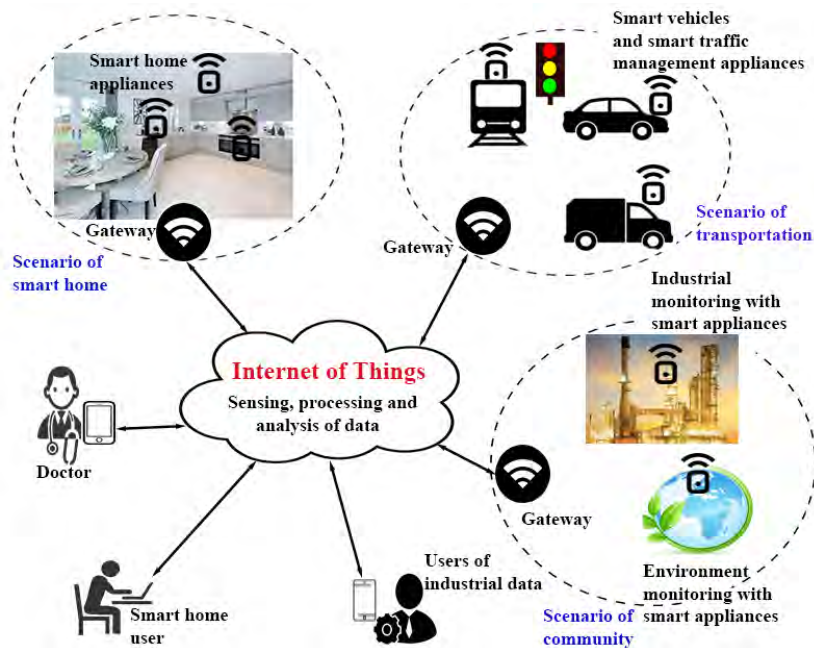 Smart home
appliances
Gateway
Scenario of
smart home
Smart vehicles
and smart traffic
management appliances
Gateway
Scenario of
transportation
Internet of Things
Sensing, processing and
analysis of data
Industrial
monitoring with
smart appliances
Gateway
Environment
monitoring with
smart appliances
Scenario of
community
Doctor
Smart home
user
Users of
industrial data